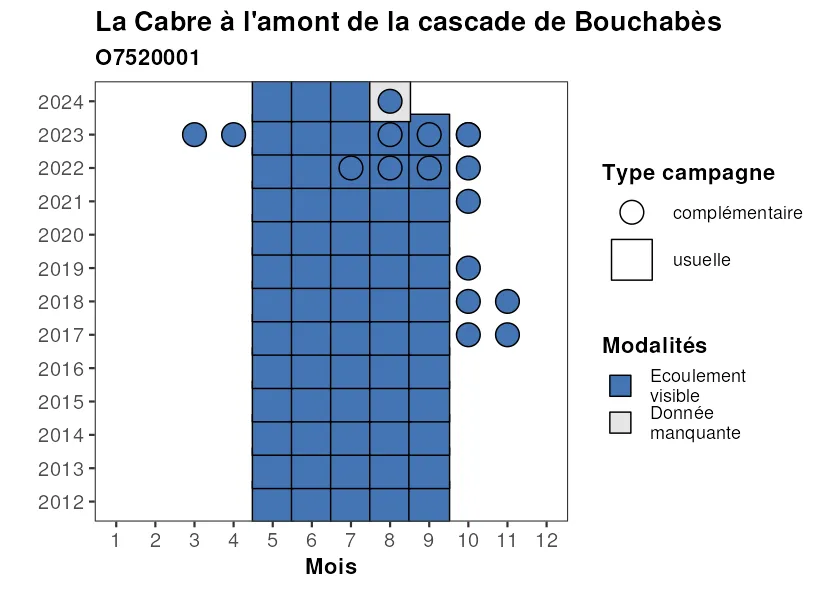 La Cabre à l'amont de la cascade de Bouchabès
O7520001
2024
2023
2022
2021
2020
2019
2018
2017
2016
2015
2014
2013
2012
1 2 3 4 5 6 7 8 9 10 11 12
Mois
Type campagne
complémentaire
usuelle
Modalités
Ecoulement
visible
Donnée
manquante